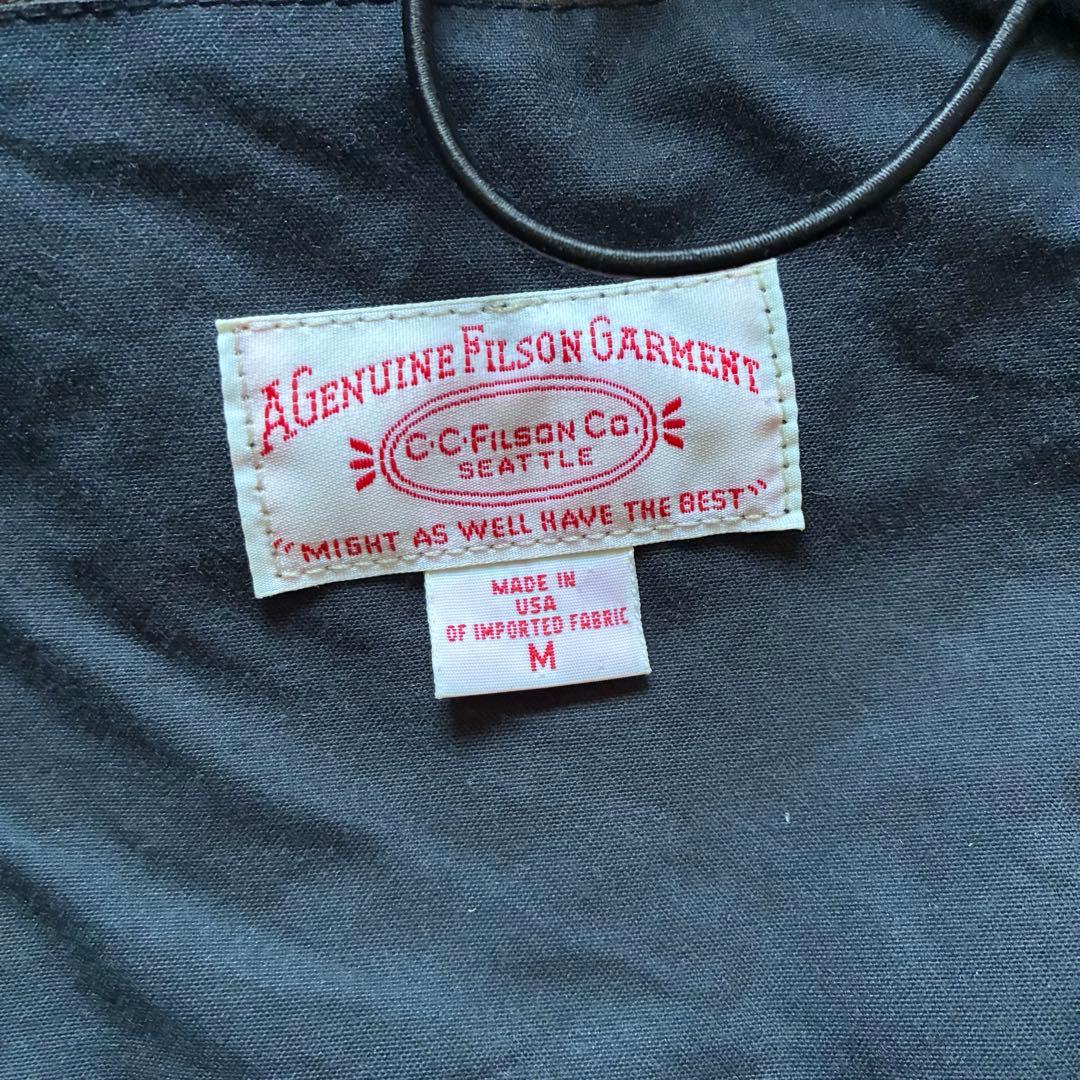 A GENUINE FILSON GARMENT
C·C·FILSON CO.
SEATTLE
"MIGHT AS WELL HAVE THE BEST"
MADE IN
USA
OF IMPORTED FABRIC
M